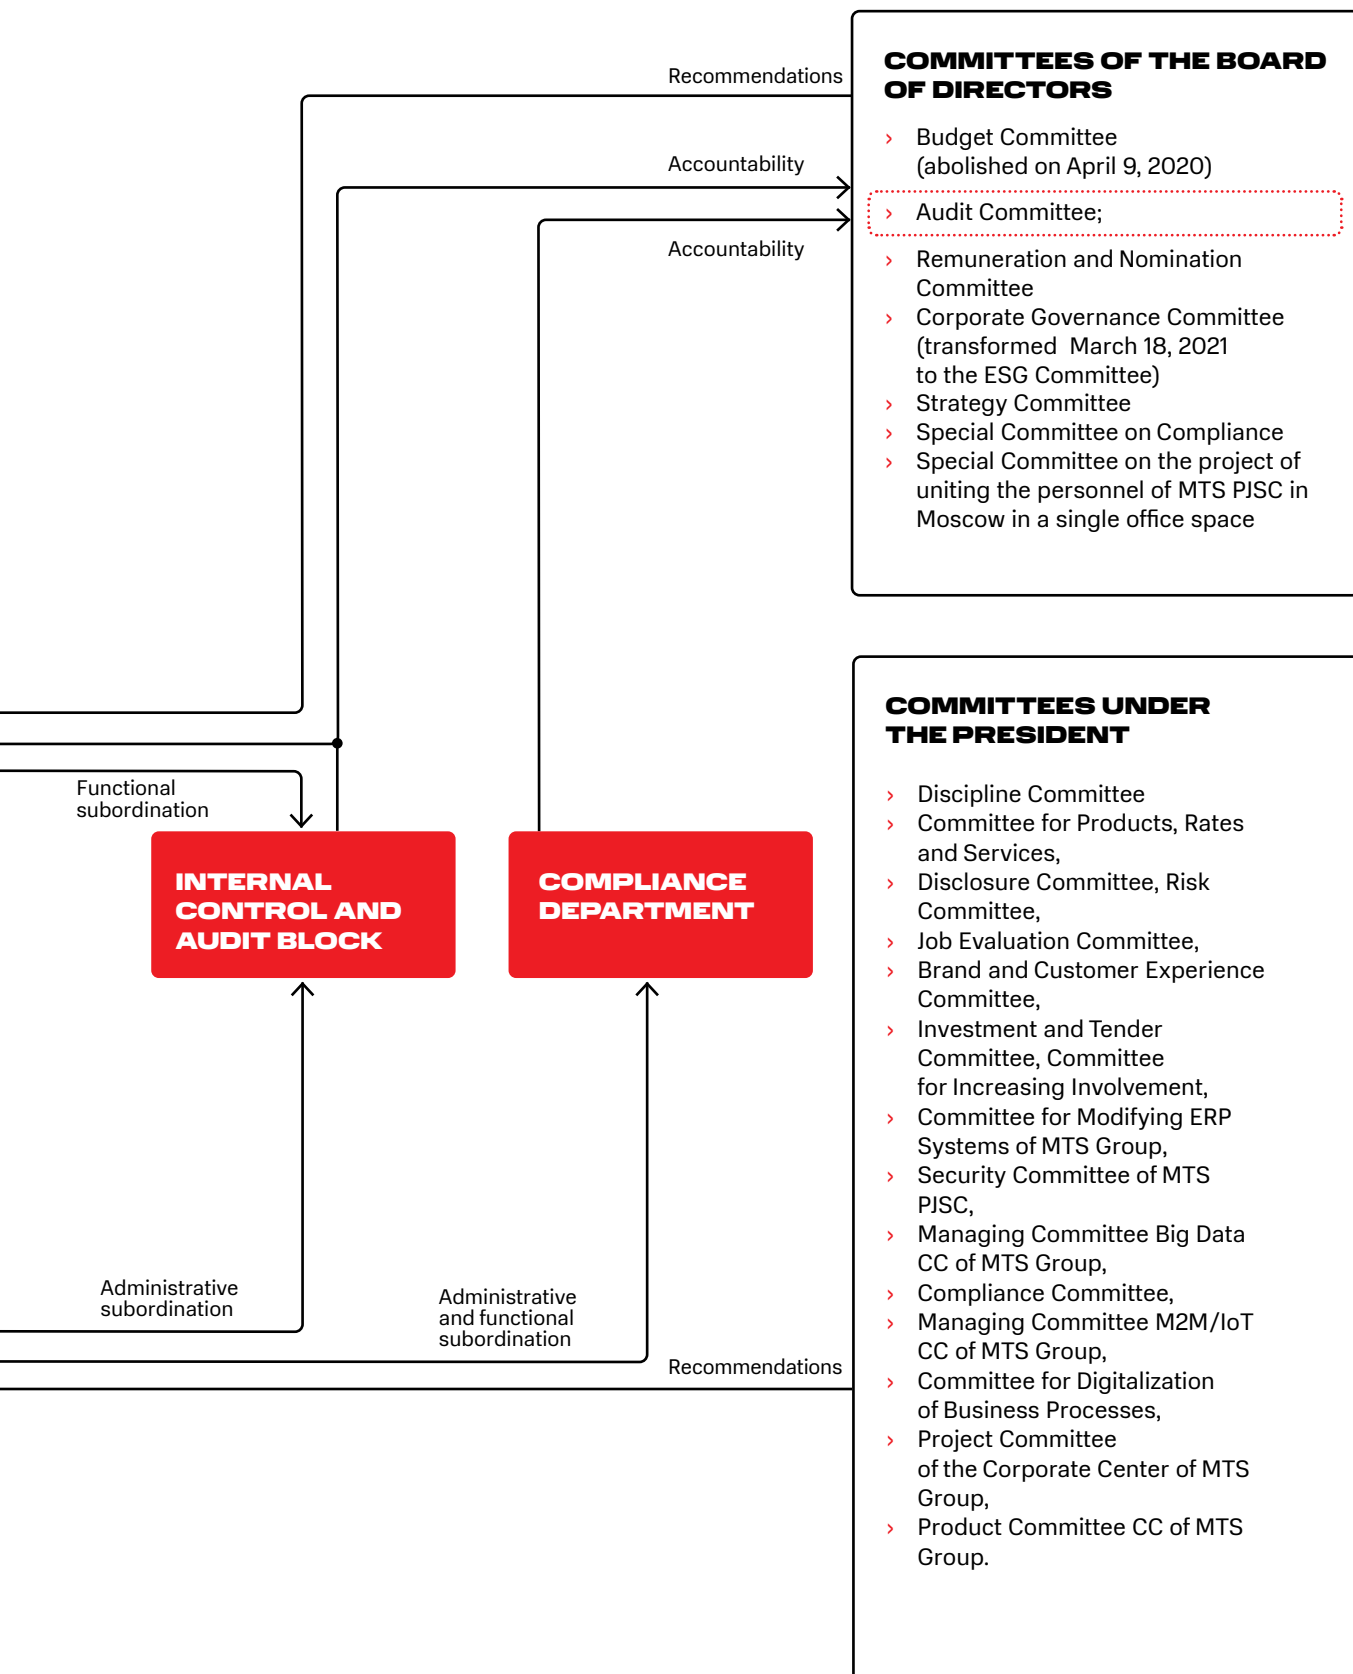 Recommendations
Accountability
Accountability
COMMITTEES OF THE BOARD
OF DIRECTORS
› Budget Committee
(abolished on April 9, 2020)
› Audit Committee;
› Remuneration and Nomination
Committee
› Corporate Governance Committee
(transformed March 18, 2021
to the ESG Committee)
› Strategy Committee
› Special Committee on Compliance
› Special Committee on the project of
uniting the personnel of MTS PJSC in
Moscow in a single office space
Functional
subordination
INTERNAL
CONTROL AND
AUDIT BLOCK
COMPLIANCE
DEPARTMENT
Administrative
subordination
Administrative
and functional
subordination
Recommendations
COMMITTEES UNDER
THE PRESIDENT
› Discipline Committee
› Committee for Products, Rates
and Services,
› Disclosure Committee, Risk
Committee,
› Job Evaluation Committee,
› Brand and Customer Experience
Committee,
› Investment and Tender
Committee, Committee
for Increasing Involvement,
› Committee for Modifying ERP
Systems of MTS Group,
› Security Committee of MTS
PJSC,
› Managing Committee Big Data
CC of MTS Group,
› Compliance Committee,
› Managing Committee M2M/IoT
CC of MTS Group,
› Committee for Digitalization
of Business Processes,
› Project Committee
of the Corporate Center of MTS
Group,
› Product Committee CC of MTS
Group.